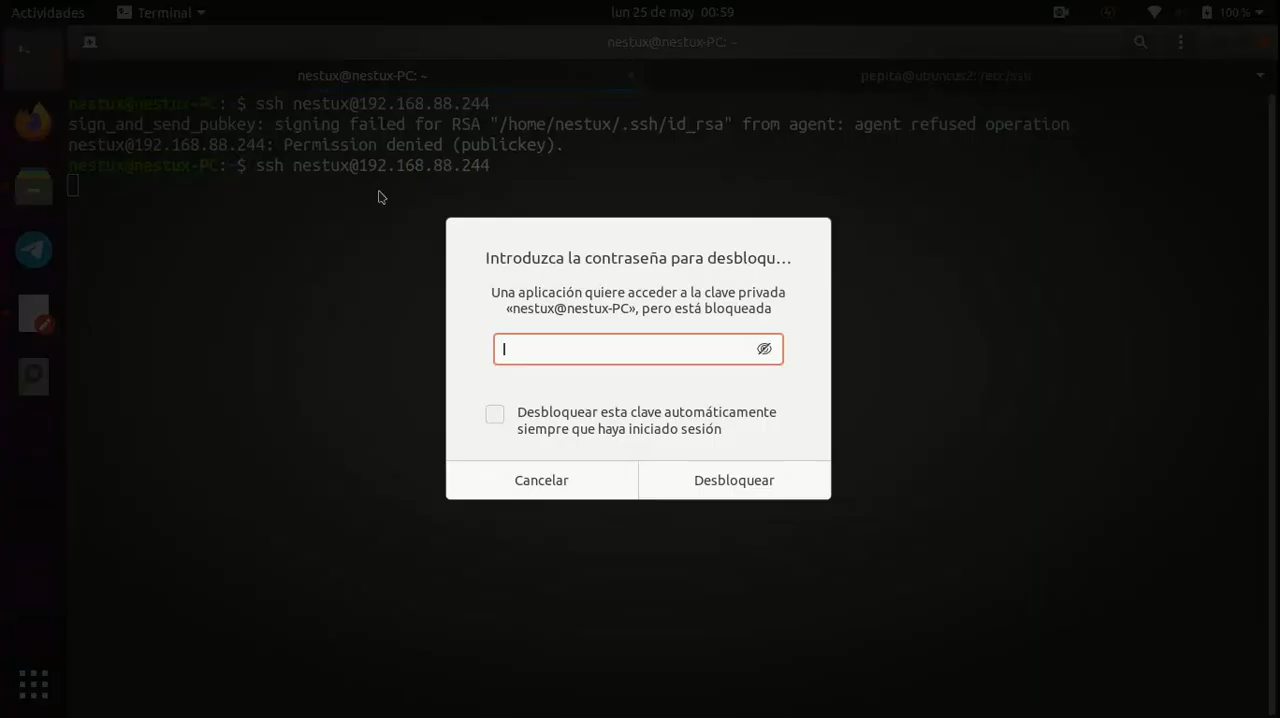 Actividades
Terminal
lun 25 de may 00:59
100 %
nestux@nestux-PC: ~
nestux@nestux-PC: ~
pepita@ubuntus2: /etc/ssh
nestux@nestux-PC: ~$ ssh nestux@192.168.88.244
sign_and_send_pubkey: signing failed for RSA "/home/nestux/.ssh/id_rsa" from agent: agent refused operation
nestux@192.168.88.244: Permission denied (publickey).
nestux@nestux-PC: ~$ ssh nestux@192.168.88.244
Introduzca la contraseña para desbloqu…
Una aplicación quiere acceder a la clave privada
«nestux@nestux-PC», pero está bloqueada
Desbloquear esta clave automáticamente
siempre que haya iniciado sesión
Cancelar
Desbloquear